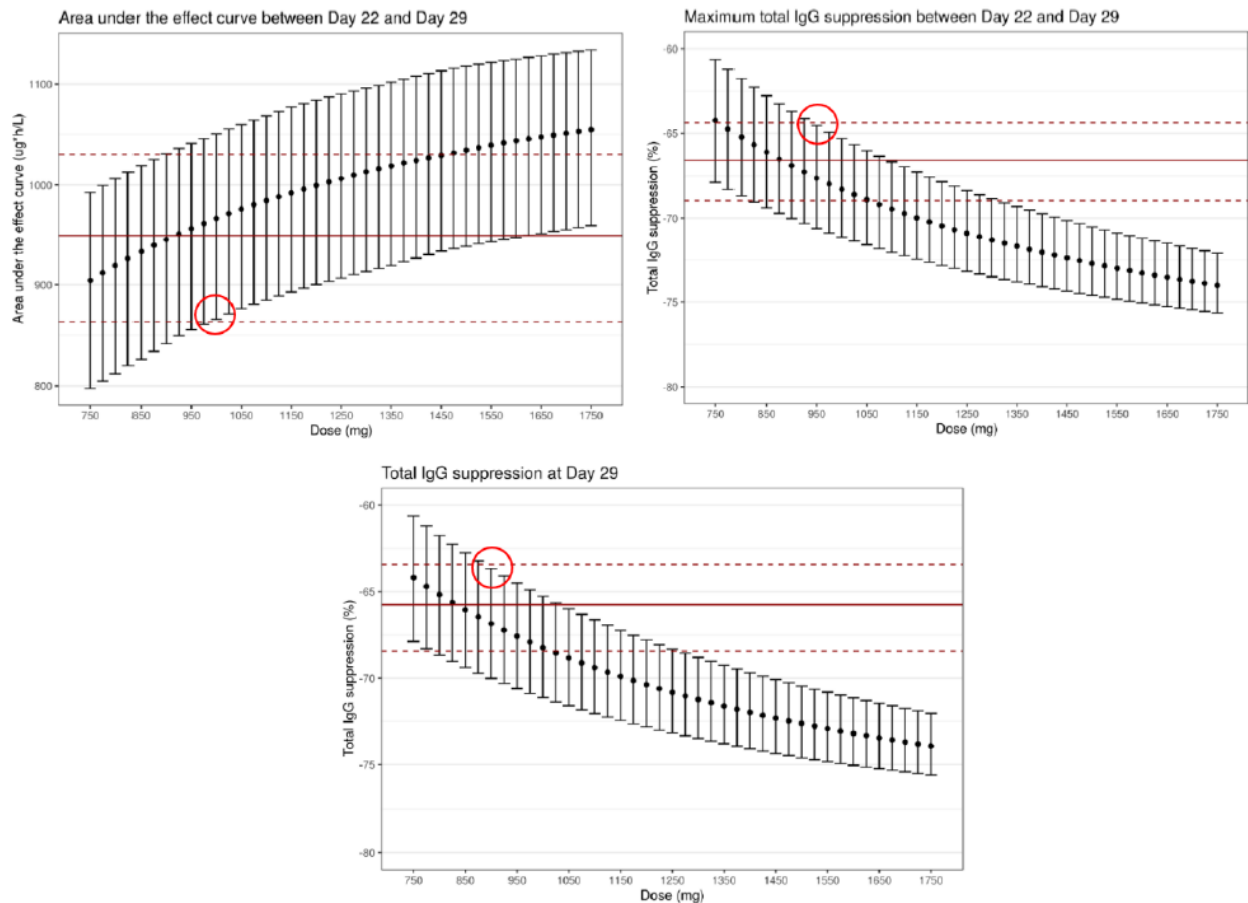 Area under the effect curve between Day 22 and Day 29
Area under the effect curve (ug*h/L)
1100
1000
900
800
750 850 950 1050 1150 1250 1350 1450 1550 1650 1750
Dose (mg)
Maximum total IgG suppression between Day 22 and Day 29
Total IgG suppression (%)
-60
-65
-70
-75
-80
750 850 950 1050 1150 1250 1350 1450 1550 1650 1750
Dose (mg)
Total IgG suppression at Day 29
Total IgG suppression (%)
-60
-65
-70
-75
-80
750 850 950 1050 1150 1250 1350 1450 1550 1650 1750
Dose (mg)